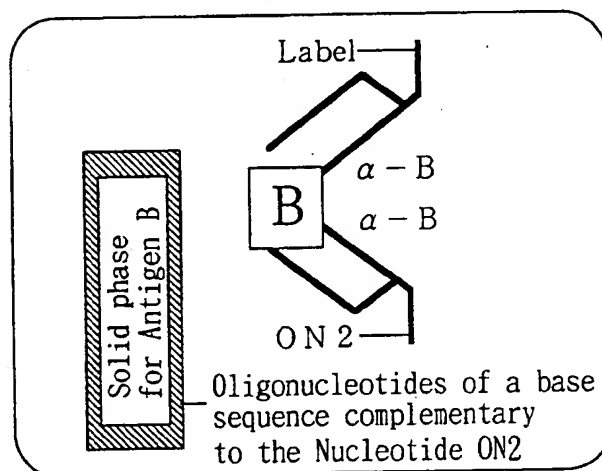 Label
α-B
B
α-B
Solid phase
for Antigen B
ON2
Oligonucleotides of a base
sequence complementary
to the Nucleotide ON2